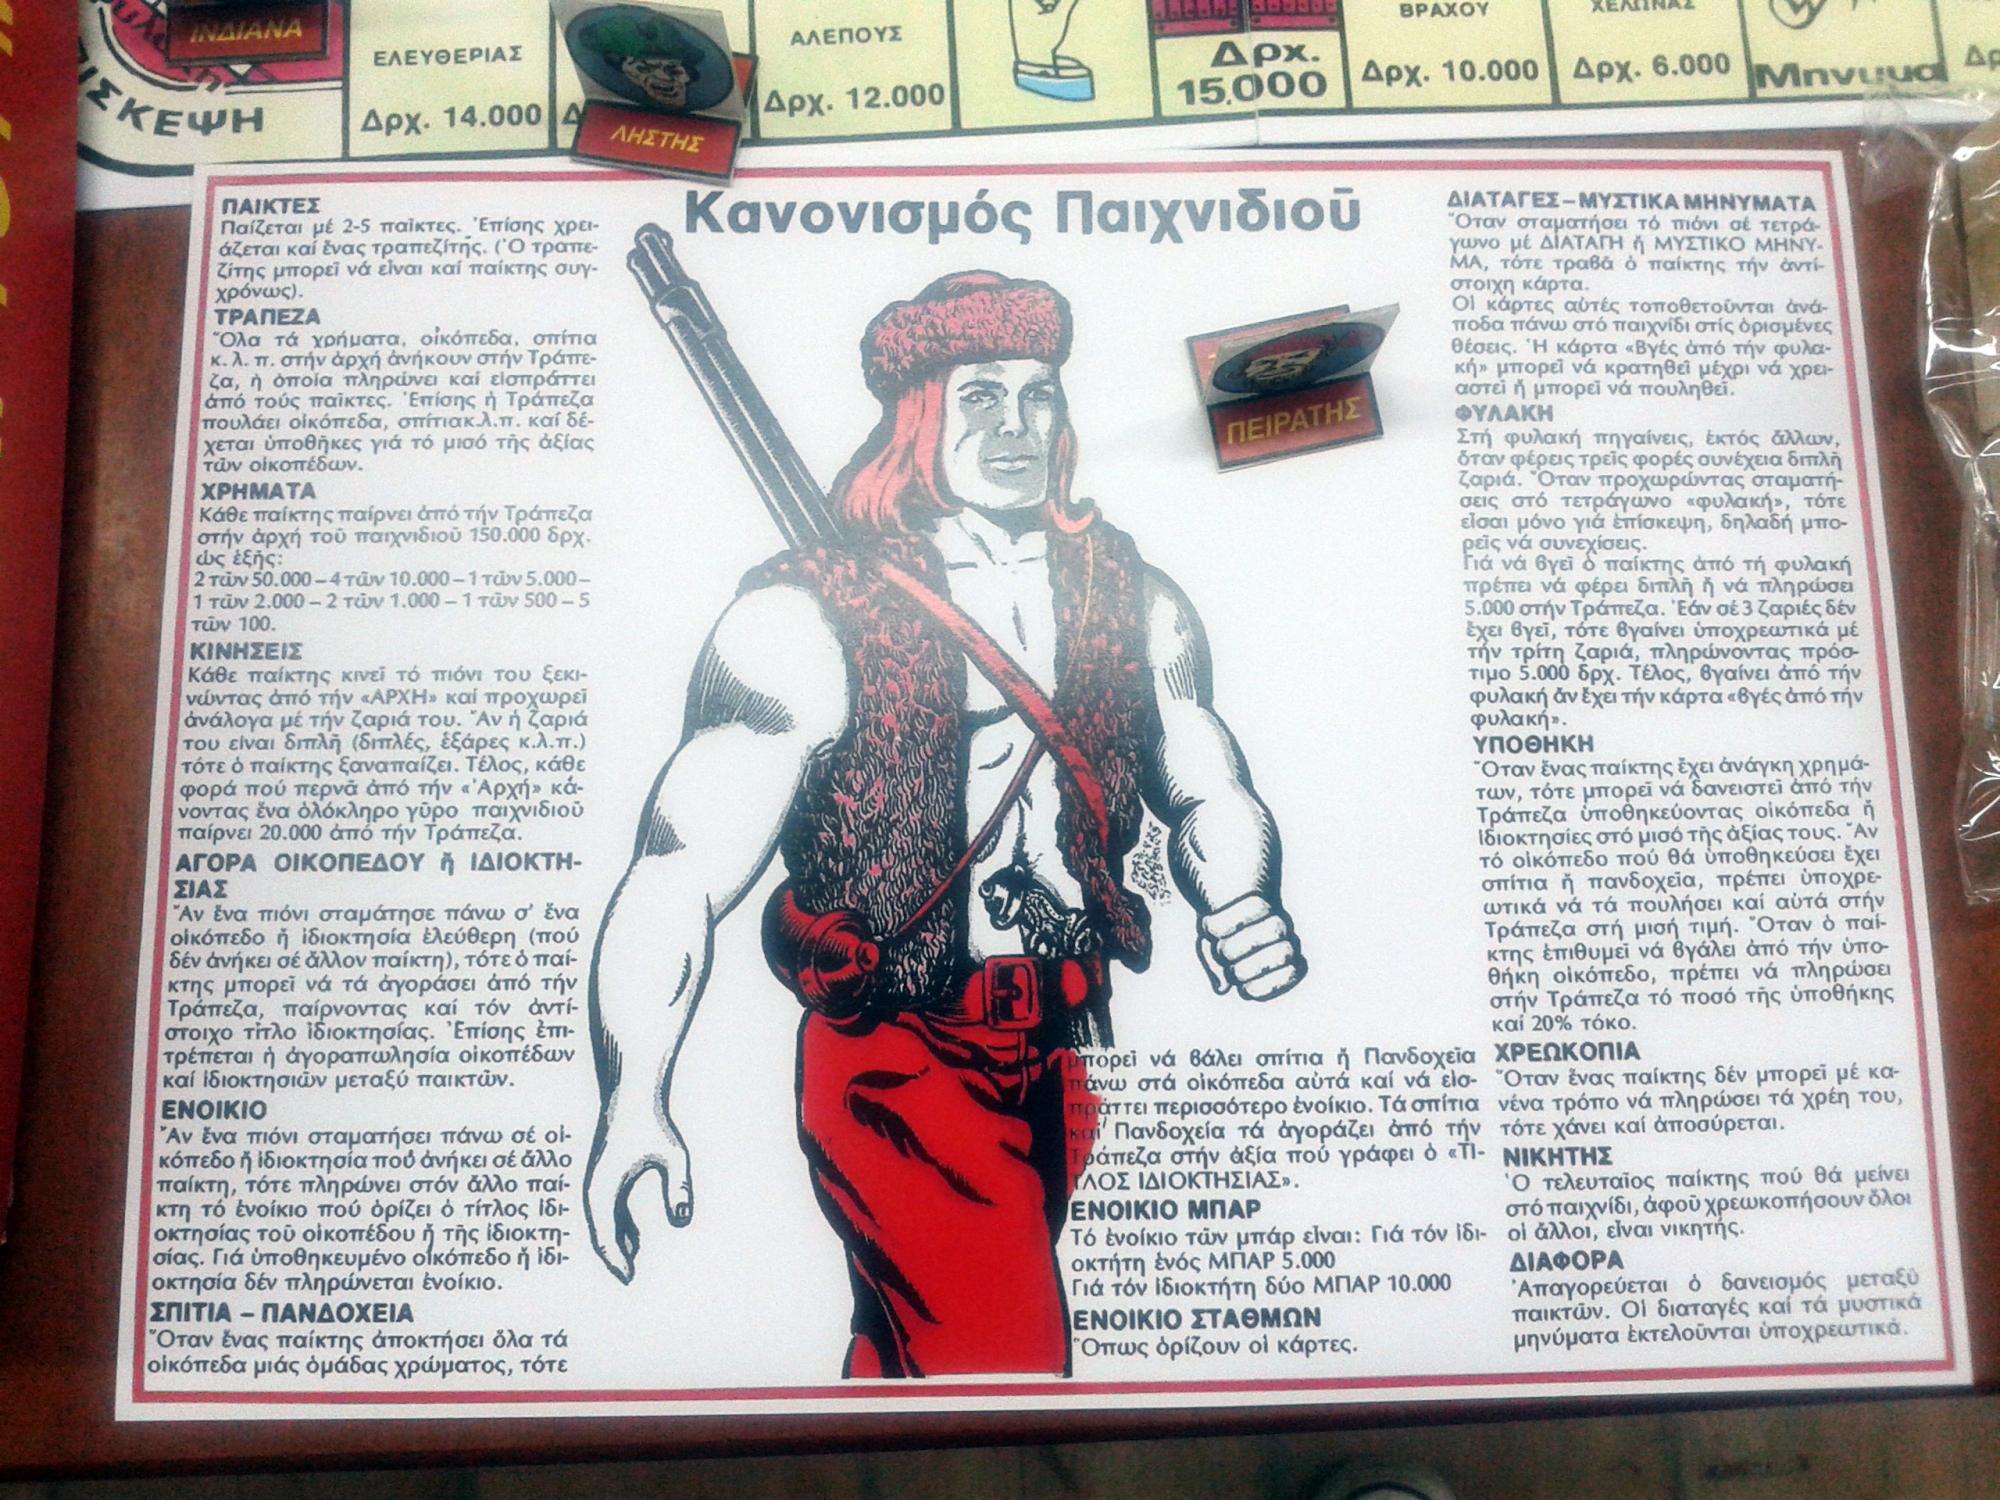 ΙΝΔΙΑΝΑ
ΙΣΚΕΨΗ
ΕΛΕΥΘΕΡΙΑΣ
Δρχ. 14.000
ΛΗΣΤΗΣ
ΑΛΕΠΟΥΣ
Δρχ. 12.000
Δρχ.
15.000
ΒΡΑΧΟΥ
Δρχ. 10.000
ΧΕΛΩΝΑΣ
Δρχ. 6.000
Μηνυμα
Κανονισμός Παιχνιδιοῦ
ΠΕΙΡΑΤΗΣ
ΠΑΙΚΤΕΣ
Παίζεται μέ 2-5 παῖκτες. Ἐπίσης χρει-
άζεται καί ἕνας τραπεζίτης. (Ὁ τραπε-
ζίτης μπορεῖ νά εἶναι καί παίκτης συγ-
χρόνως).
ΤΡΑΠΕΖΑ
Ὅλα τά χρήματα, οἰκόπεδα, σπίτια
κ. λ. π. στήν ἀρχή ἀνήκουν στήν Τράπε-
ζα, ἡ ὁποία πληρώνει καί εἰσπράττει
ἀπό τούς παῖκτες. Ἐπίσης ἡ Τράπεζα
πουλάει οἰκόπεδα, σπίτιακ.λ.π. καί δέ-
χεται ὑποθῆκες γιά τό μισό τῆς ἀξίας
τῶν οἰκοπέδων.
ΧΡΗΜΑΤΑ
Κάθε παίκτης παίρνει ἀπό τήν Τράπεζα
στήν ἀρχή τοῦ παιχνιδιοῦ 150.000 δρχ.
ὡς ἑξῆς:
2 τῶν 50.000 – 4 τῶν 10.000 – 1 τῶν 5.000 –
1 τῶν 2.000 – 2 τῶν 1.000 – 1 τῶν 500 – 5
τῶν 100.
ΚΙΝΗΣΕΙΣ
Κάθε παίκτης κινεῖ τό πιόνι του ξεκι-
νώντας ἀπό τήν «ΑΡΧΗ» καί προχωρεῖ
ἀνάλογα μέ τήν ζαριά του. Ἄν ἡ ζαριά
του εἶναι διπλῆ (διπλές, ἑξάρες κ.λ.π.)
τότε ὁ παίκτης ξαναπαίζει. Τέλος, κάθε
φορά πού περνᾶ ἀπό τήν «Ἀρχή» κά-
νοντας ἕνα ὁλόκληρο γῦρο παιχνιδιοῦ
παίρνει 20.000 ἀπό τήν Τράπεζα.
ΑΓΟΡΑ ΟΙΚΟΠΕΔΟΥ ἤ ΙΔΙΟΚΤΗ-
ΣΙΑΣ
Ἄν ἕνα πιόνι σταμάτησε πάνω σ' ἕνα
οἰκόπεδο ἤ ἰδιοκτησία ἐλεύθερη (πού
δέν ἀνήκει σέ ἄλλον παίκτη), τότε ὁ παί-
κτης μπορεῖ νά τά ἀγοράσει ἀπό τήν
Τράπεζα, παίρνοντας καί τόν ἀντί-
στοιχο τίτλο ἰδιοκτησίας. Ἐπίσης ἐπι-
τρέπεται ἡ ἀγοραπωλησία οἰκοπέδων
καί ἰδιοκτησιῶν μεταξύ παικτῶν.
ΕΝΟΙΚΙΟ
Ἄν ἕνα πιόνι σταματήσει πάνω σέ οἰ-
κόπεδο ἤ ἰδιοκτησία πού ἀνήκει σέ ἄλλο
παίκτη, τότε πληρώνει στόν ἄλλο παί-
κτη τό ἐνοίκιο πού ὁρίζει ὁ τίτλος ἰδι-
οκτησίας τοῦ οἰκοπέδου ἤ τῆς ἰδιοκτη-
σίας. Γιά ὑποθηκευμένο οἰκόπεδο ἤ ἰδι-
οκτησία δέν πληρώνεται ἐνοίκιο.
ΣΠΙΤΙΑ – ΠΑΝΔΟΧΕΙΑ
Ὅταν ἕνας παίκτης ἀποκτήσει ὅλα τά
οἰκόπεδα μιᾶς ὁμάδας χρώματος, τότε
μπορεῖ νά βάλει σπίτια ἤ Πανδοχεῖα
πάνω στά οἰκόπεδα αὐτά καί νά εἰσ-
πράττει περισσότερο ἐνοίκιο. Τά σπίτια
καί Πανδοχεῖα τά ἀγοράζει ἀπό τήν
Τράπεζα στήν ἀξία πού γράφει ὁ «ΤΙ-
ΤΛΟΣ ΙΔΙΟΚΤΗΣΙΑΣ».
ΕΝΟΙΚΙΟ ΜΠΑΡ
Τό ἐνοίκιο τῶν μπάρ εἶναι: Γιά τόν ἰδι-
οκτήτη ἑνός ΜΠΑΡ 5.000
Γιά τόν ἰδιοκτήτη δύο ΜΠΑΡ 10.000
ΕΝΟΙΚΙΟ ΣΤΑΘΜΩΝ
Ὅπως ὁρίζουν οἱ κάρτες.
ΔΙΑΤΑΓΕΣ – ΜΥΣΤΙΚΑ ΜΗΝΥΜΑΤΑ
Ὅταν σταματήσει τό πιόνι σέ τετρά-
γωνο μέ ΔΙΑΤΑΓΗ ἤ ΜΥΣΤΙΚΟ ΜΗΝΥ-
ΜΑ, τότε τραβᾶ ὁ παίκτης τήν ἀντί-
στοιχη κάρτα.
Οἱ κάρτες αὐτές τοποθετοῦνται ἀνά-
ποδα πάνω στό παιχνίδι στίς ὁρισμένες
θέσεις. Ἡ κάρτα «Βγές ἀπό τήν φυλα-
κή» μπορεῖ νά κρατηθεῖ μέχρι νά χρει-
αστεῖ ἤ μπορεῖ νά πουληθεῖ.
ΦΥΛΑΚΗ
Στή φυλακή πηγαίνεις, ἐκτός ἄλλων,
ὅταν φέρεις τρεῖς φορές συνέχεια διπλῆ
ζαριά. Ὅταν προχωρώντας σταματή-
σεις στό τετράγωνο «φυλακή», τότε
εἶσαι μόνο γιά ἐπίσκεψη, δηλαδή μπο-
ρεῖς νά συνεχίσεις.
Γιά νά βγεῖ ὁ παίκτης ἀπό τή φυλακή
πρέπει νά φέρει διπλῆ ἤ νά πληρώσει
5.000 στήν Τράπεζα. Ἐάν σέ 3 ζαριές δέν
ἔχει βγεῖ, τότε βγαίνει ὑποχρεωτικά μέ
τήν τρίτη ζαριά, πληρώνοντας πρόσ-
τιμο 5.000 δρχ. Τέλος, βγαίνει ἀπό τήν
φυλακή ἄν ἔχει τήν κάρτα «βγές ἀπό τήν
φυλακή».
ΥΠΟΘΗΚΗ
Ὅταν ἕνας παίκτης ἔχει ἀνάγκη χρημά-
των, τότε μπορεῖ νά δανειστεῖ ἀπό τήν
Τράπεζα ὑποθηκεύοντας οἰκόπεδα ἤ
ἰδιοκτησίες στό μισό τῆς ἀξίας τους. Ἄν
τό οἰκόπεδο πού θά ὑποθηκεύσει ἔχει
σπίτια ἤ πανδοχεῖα, πρέπει ὑποχρε-
ωτικά νά τά πουλήσει καί αὐτά στήν
Τράπεζα στή μισή τιμή. Ὅταν ὁ παί-
κτης ἐπιθυμεῖ νά βγάλει ἀπό τήν ὑπο-
θήκη οἰκόπεδο, πρέπει νά πληρώσει
στήν Τράπεζα τό ποσό τῆς ὑποθήκης
καί 20% τόκο.
ΧΡΕΩΚΟΠΙΑ
Ὅταν ἕνας παίκτης δέν μπορεῖ μέ κα-
νένα τρόπο νά πληρώσει τά χρέη του,
τότε χάνει καί ἀποσύρεται.
ΝΙΚΗΤΗΣ
Ὁ τελευταῖος παίκτης πού θά μείνει
στό παιχνίδι, ἀφοῦ χρεωκοπήσουν ὅλοι
οἱ ἄλλοι, εἶναι νικητής.
ΔΙΑΦΟΡΑ
Ἀπαγορεύεται ὁ δανεισμός μεταξύ
παικτῶν. Οἱ διαταγές καί τά μυστικά
μηνύματα ἐκτελοῦνται ὑποχρεωτικά.